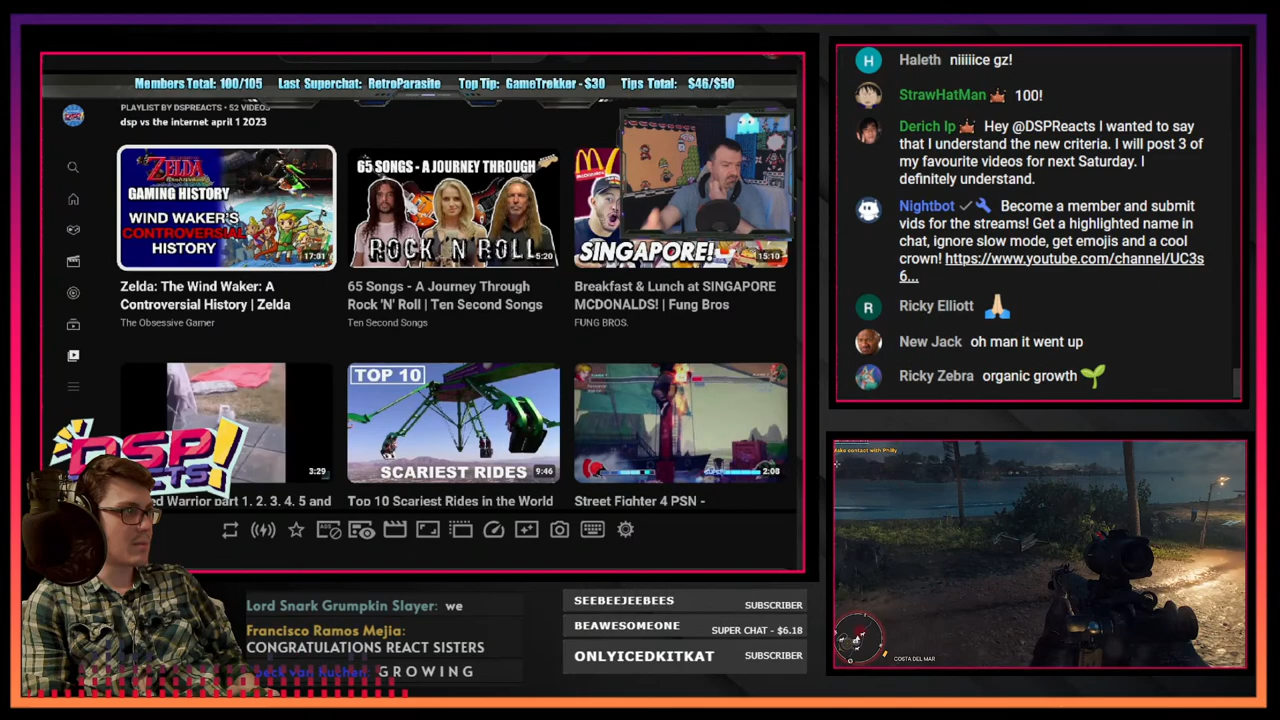 Members Total: 100/105 Last Superchat: RetroParasite Top Tip: GameTrekker - $30 Tips Total: $46/$50
PLAYLIST BY DSPREACTS • 52 VIDEOS
dsp vs the internet april 1 2023
ZELDA
GAMING HISTORY
WIND WAKER'S
CONTROVERSIAL
HISTORY
17:01
Zelda: The Wind Waker: A
Controversial History | Zelda
The Obsessive Gamer
65 SONGS - A JOURNEY THROUGH
ROCK 'N ROLL
5:20
65 Songs - A Journey Through
Rock 'N' Roll | Ten Second Songs
Ten Second Songs
SINGAPORE!
15:10
Breakfast & Lunch at SINGAPORE
MCDONALDS! | Fung Bros
FUNG BROS.
3:29
Warrior part 1, 2, 3, 4, 5 and
TOP 10
SCARIEST RIDES
9:46
Top 10 Scariest Rides in the World
2:08
Street Fighter 4 PSN -
DSP
REACTS!
Haleth niiiiice gz!
StrawHatMan 100!
Derich Ip Hey @DSPReacts I wanted to say
that I understand the new criteria. I will post 3 of
my favourite videos for next Saturday. I
definitely understand.
Nightbot Become a member and submit
vids for the streams! Get a highlighted name in
chat, ignore slow mode, get emojis and a cool
crown! https://www.youtube.com/channel/UC3s
6...
Ricky Elliott
New Jack oh man it went up
Ricky Zebra organic growth
Lord Snark Grumpkin Slayer: we
Francisco Ramos Mejia:
CONGRATULATIONS REACT SISTERS
G R O W I N G
SEEBEEJEEBEES SUBSCRIBER
BEAWESOMEONE SUPER CHAT - $6.18
ONLYICEDKITKAT SUBSCRIBER
Make contact with Philly
COSTA DEL MAR